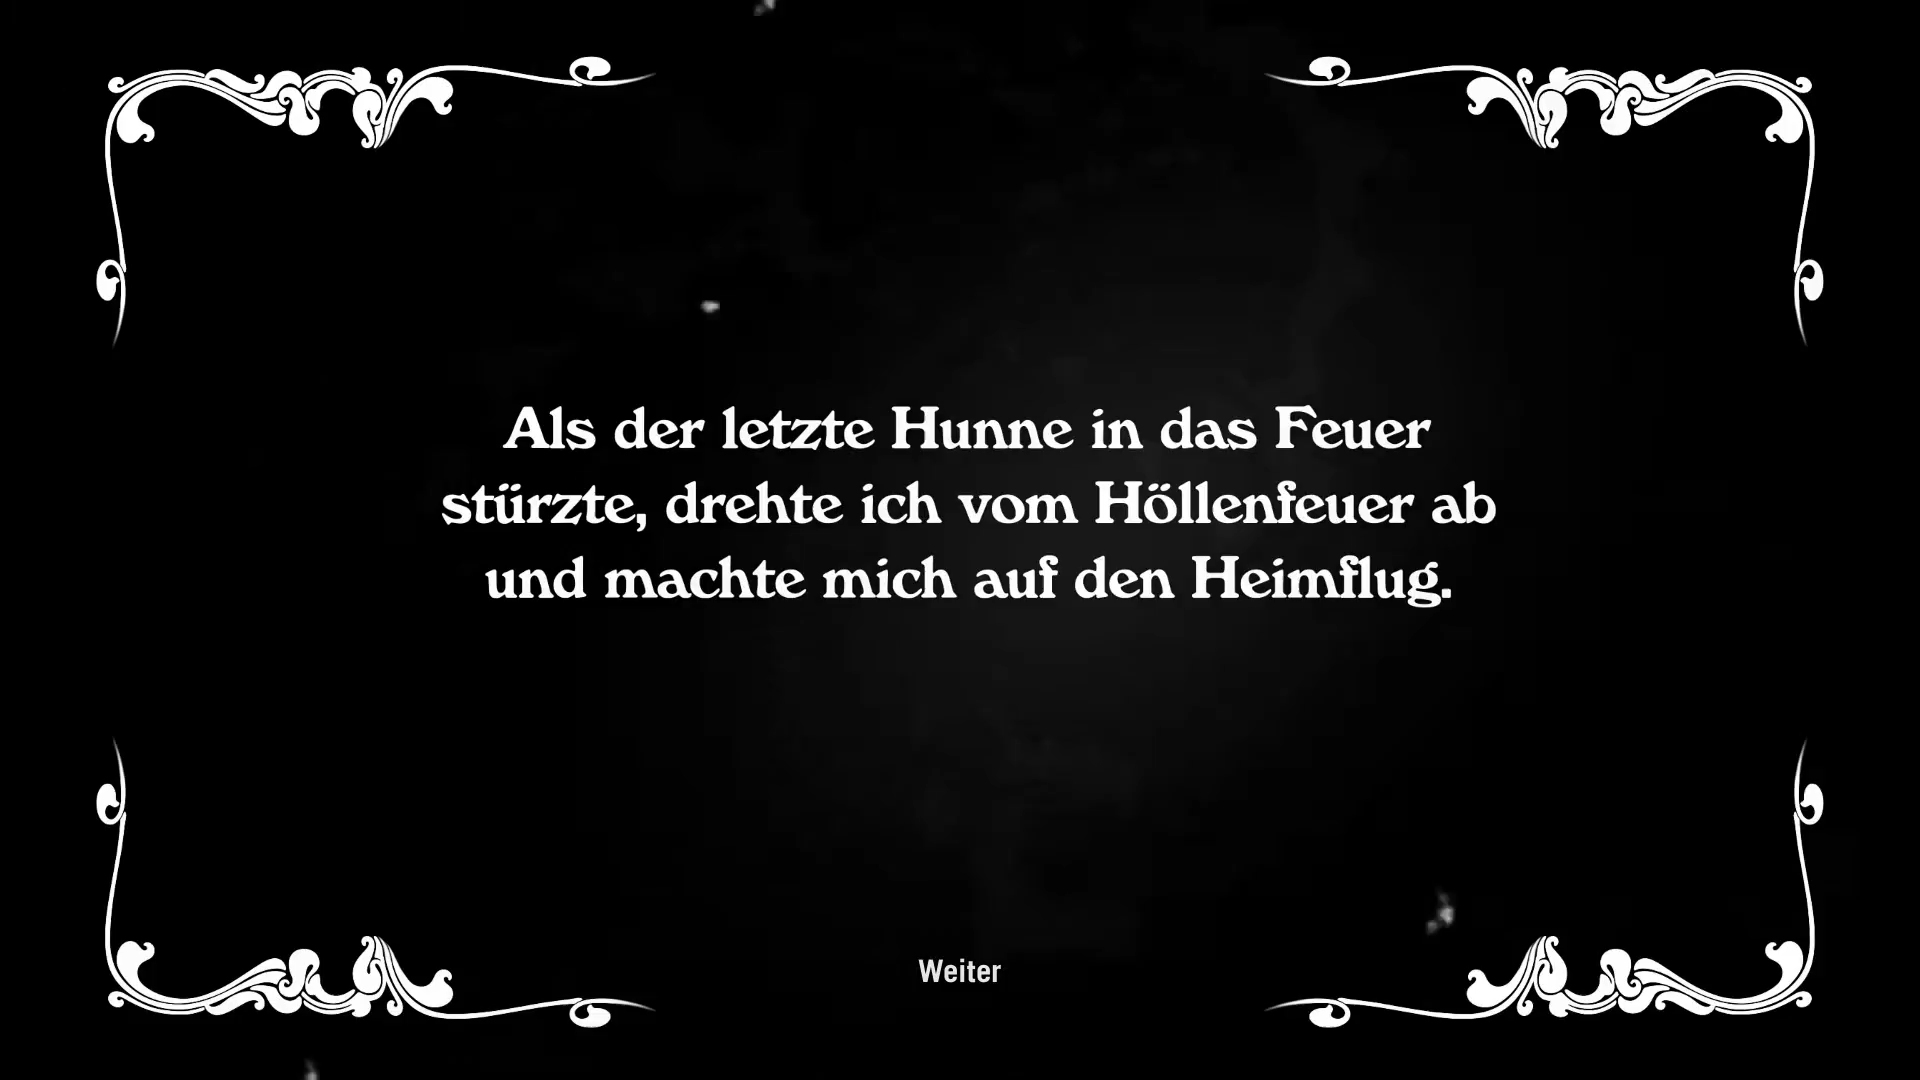 Als der letzte Hunne in das Feuer
stürzte, drehte ich vom Höllenfeuer ab
und machte mich auf den Heimflug.
Weiter